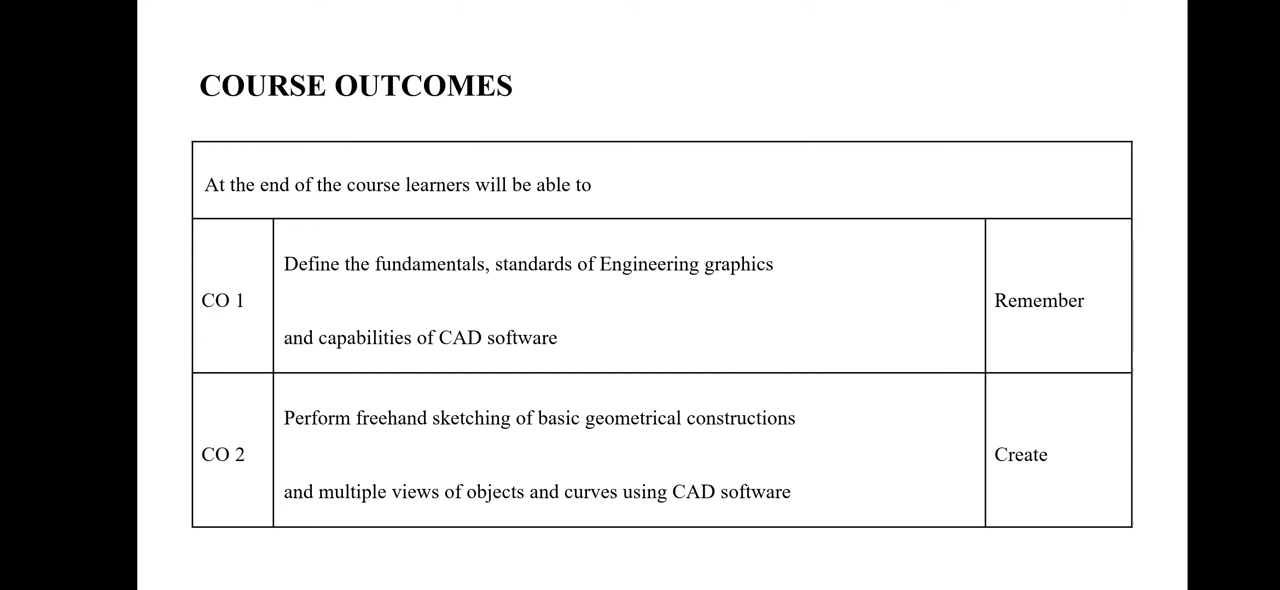 COURSE OUTCOMES
At the end of the course learners will be able to
CO 1
Define the fundamentals, standards of Engineering graphics
and capabilities of CAD software
Remember
CO 2
Perform freehand sketching of basic geometrical constructions
and multiple views of objects and curves using CAD software
Create